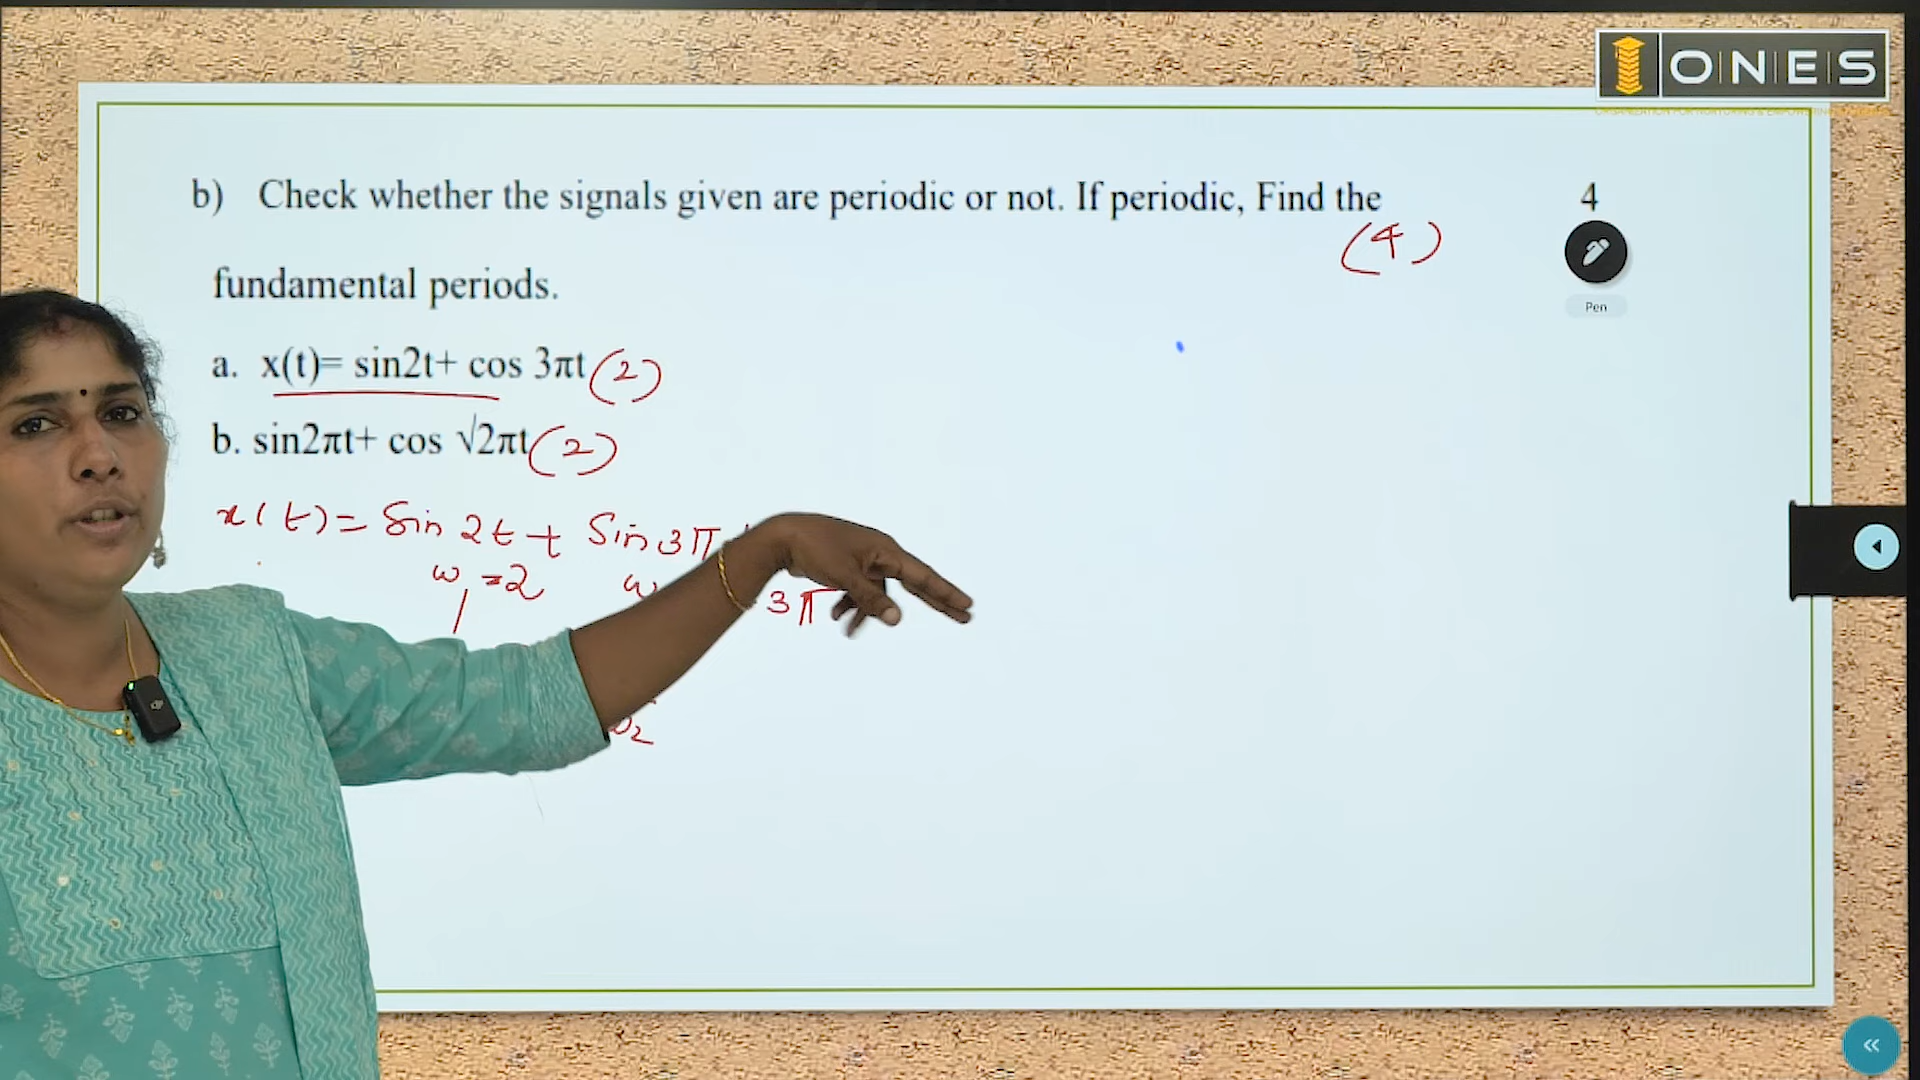 ONES
b) Check whether the signals given are periodic or not. If periodic, Find the 4
(4)
fundamental periods.
Pen
a. x(t)= sin2t+ cos 3πt (2)
b. sin2πt+ cos √2πt (2)
x(t) = Sin 2t + Sin 3π
ω = 2 ω 3π
ω2